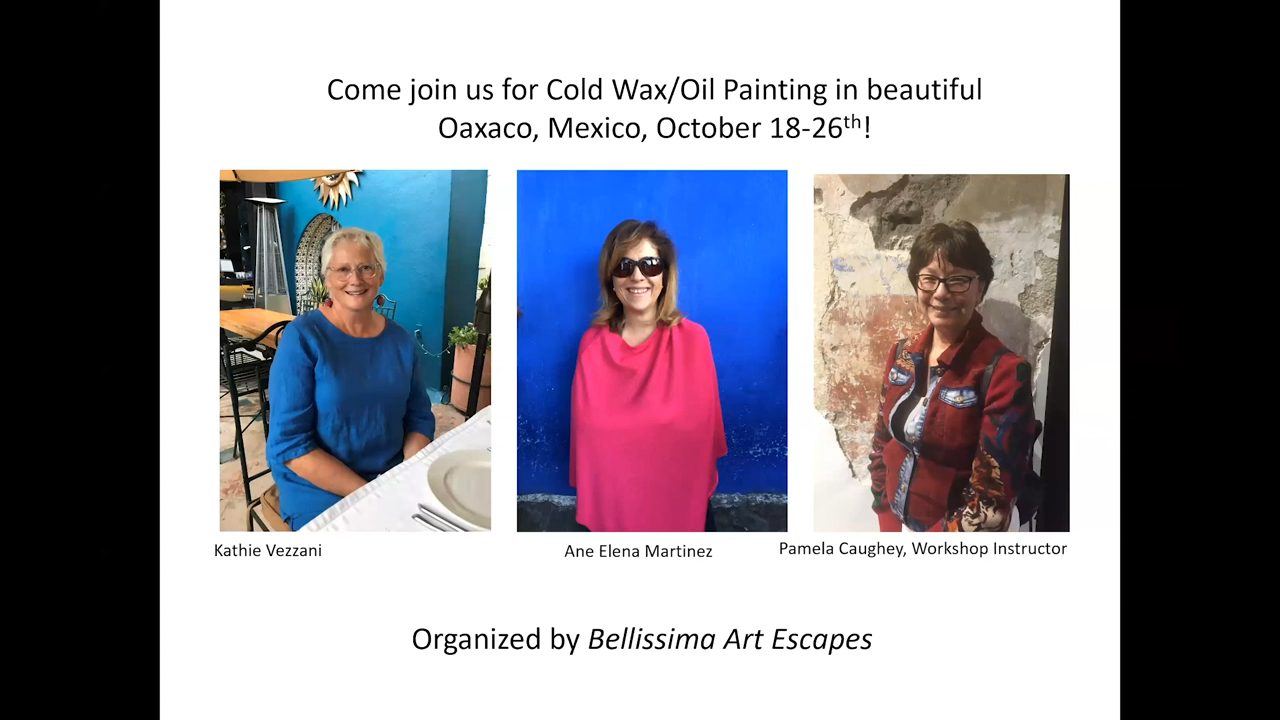 Come join us for Cold Wax/Oil Painting in beautiful
Oaxaco, Mexico, October 18-26th!
Kathie Vezzani
Ane Elena Martinez
Pamela Caughey, Workshop Instructor
Organized by Bellissima Art Escapes